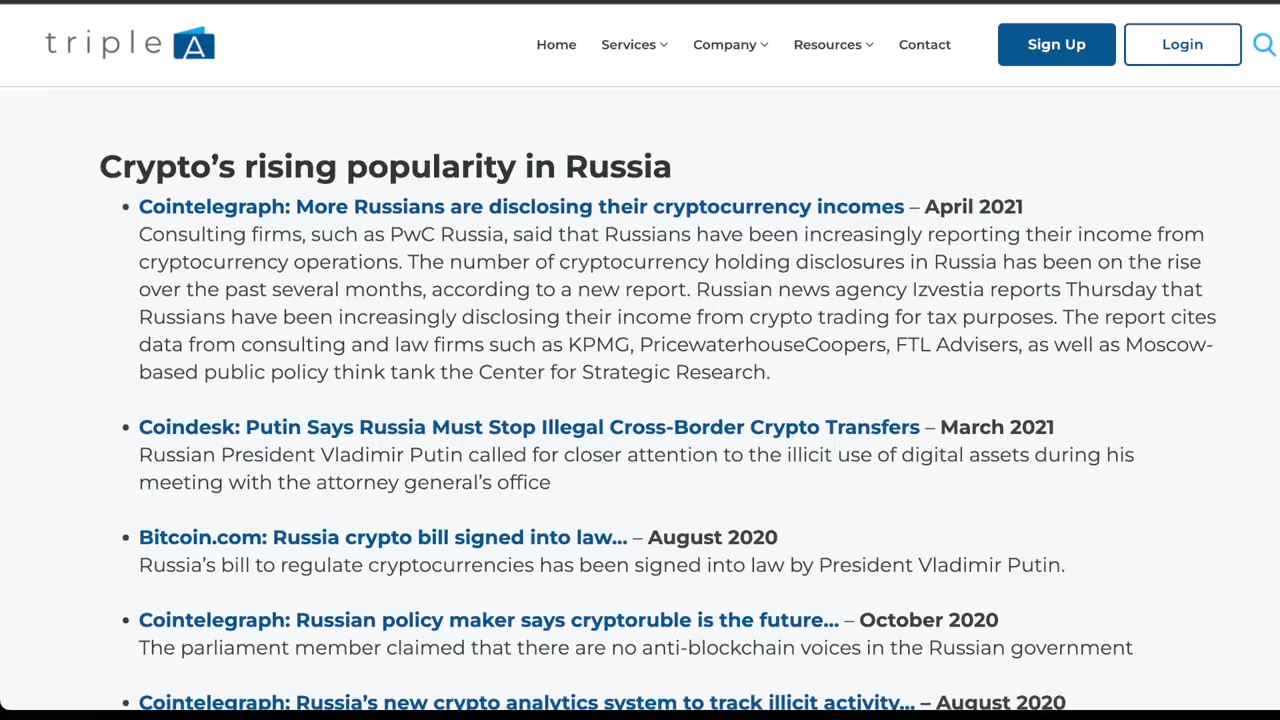 triple A
Home Services Company Resources Contact Sign Up Login
Crypto's rising popularity in Russia
• Cointelegraph: More Russians are disclosing their cryptocurrency incomes – April 2021
Consulting firms, such as PwC Russia, said that Russians have been increasingly reporting their income from
cryptocurrency operations. The number of cryptocurrency holding disclosures in Russia has been on the rise
over the past several months, according to a new report. Russian news agency Izvestia reports Thursday that
Russians have been increasingly disclosing their income from crypto trading for tax purposes. The report cites
data from consulting and law firms such as KPMG, PricewaterhouseCoopers, FTL Advisers, as well as Moscow-
based public policy think tank the Center for Strategic Research.
• Coindesk: Putin Says Russia Must Stop Illegal Cross-Border Crypto Transfers – March 2021
Russian President Vladimir Putin called for closer attention to the illicit use of digital assets during his
meeting with the attorney general's office
• Bitcoin.com: Russia crypto bill signed into law... – August 2020
Russia's bill to regulate cryptocurrencies has been signed into law by President Vladimir Putin.
• Cointelegraph: Russian policy maker says cryptoruble is the future... – October 2020
The parliament member claimed that there are no anti-blockchain voices in the Russian government
• Cointelegraph: Russia's new crypto analytics system to track illicit activity... – August 2020